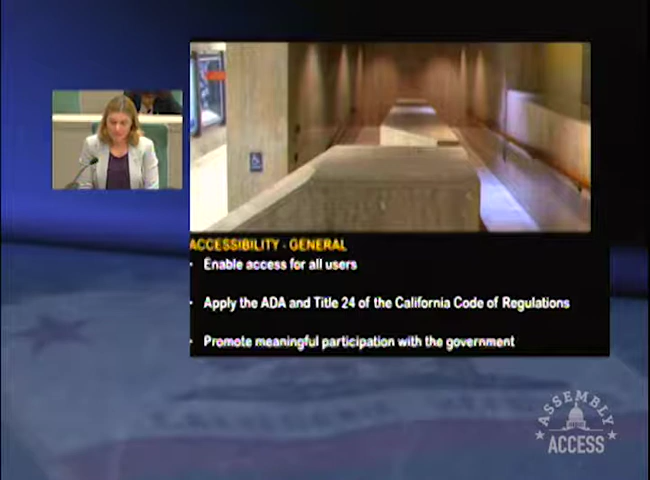 ACCESSIBILITY - GENERAL
Enable access for all users
Apply the ADA and Title 24 of the California Code of Regulations
Promote meaningful participation with the government
ASSEMBLY
ACCESS